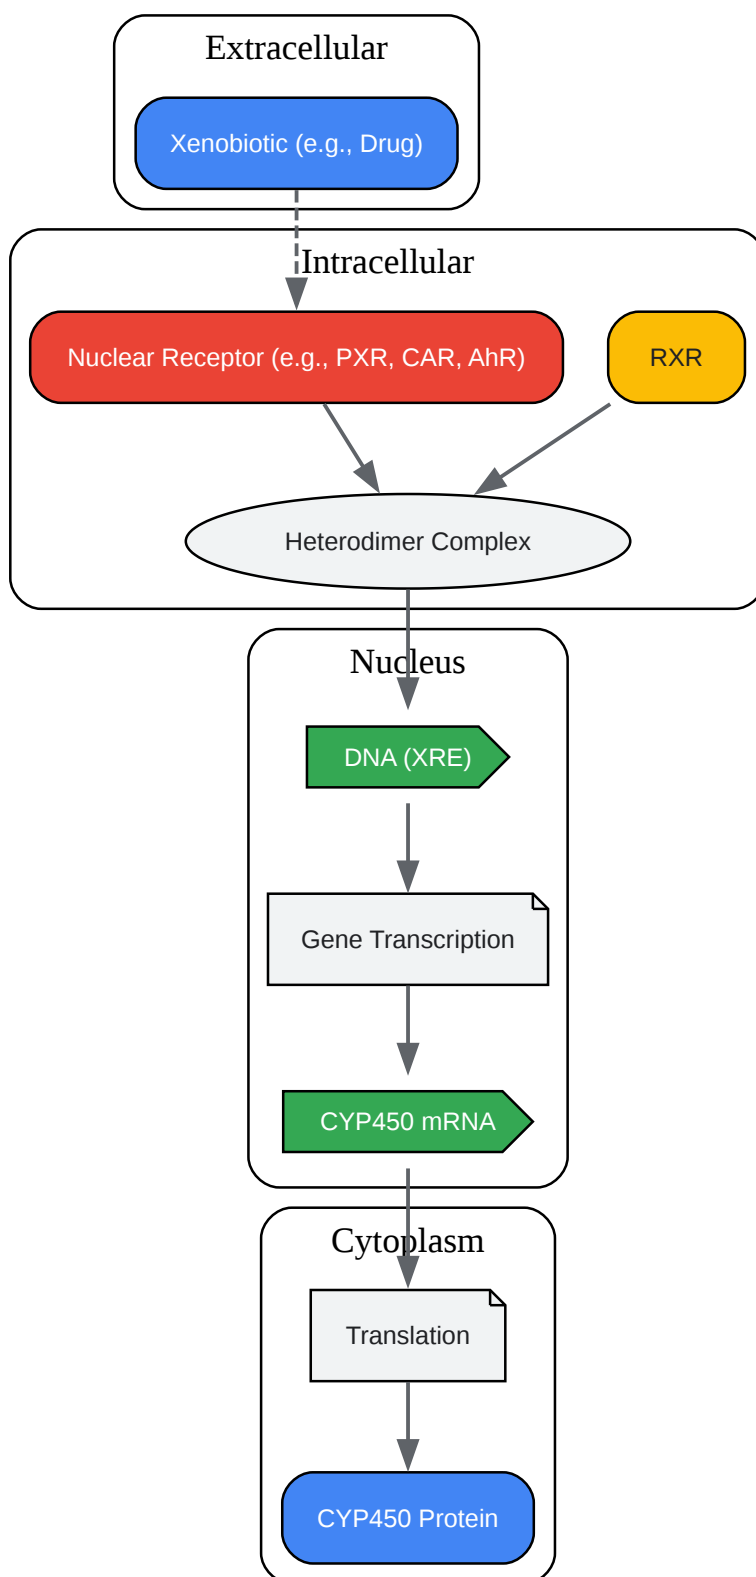 Extracellular
Xenobiotic (e.g., Drug)
Intracellular
Nuclear Receptor (e.g., PXR, CAR, AhR)
RXR
Heterodimer Complex
Nucleus
DNA (XRE)
Gene Transcription
CYP450 mRNA
Cytoplasm
Translation
CYP450 Protein